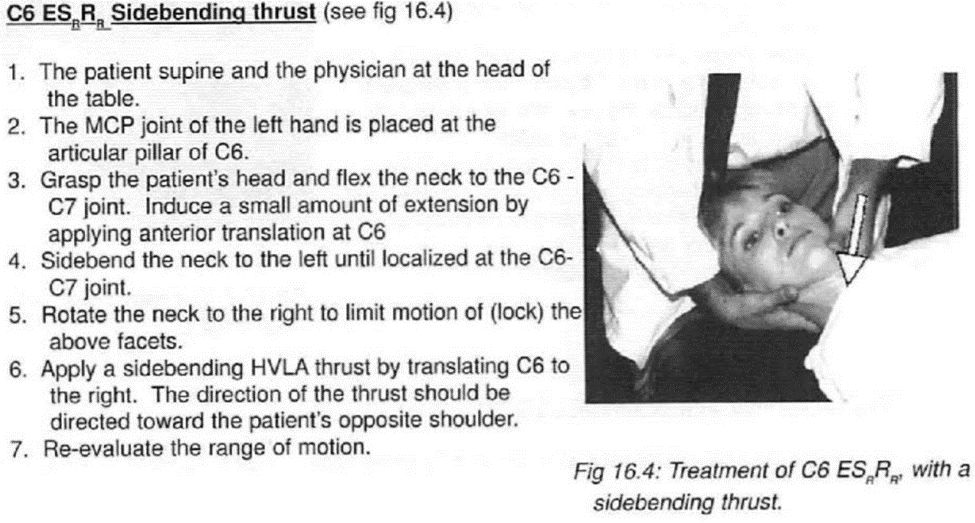 C6 ES_R R_R Sidebending thrust (see fig 16.4)
1. The patient supine and the physician at the head of
the table.
2. The MCP joint of the left hand is placed at the
articular pillar of C6.
3. Grasp the patient's head and flex the neck to the C6 -
C7 joint. Induce a small amount of extension by
applying anterior translation at C6
4. Sidebend the neck to the left until localized at the C6-
C7 joint.
5. Rotate the neck to the right to limit motion of (lock) the
above facets.
6. Apply a sidebending HVLA thrust by translating C6 to
the right. The direction of the thrust should be
directed toward the patient's opposite shoulder.
7. Re-evaluate the range of motion.
Fig 16.4: Treatment of C6 ES_R R_R, with a
sidebending thrust.